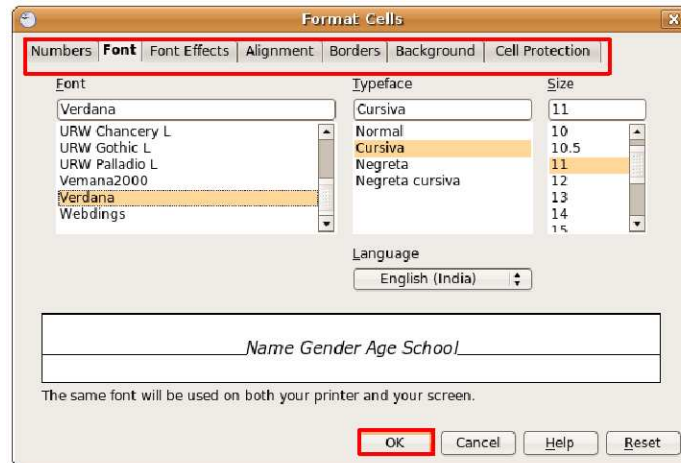 Format Cells
Numbers Font Font Effects Alignment Borders Background Cell Protection
Font Typeface Size
Verdana Cursiva 11
URW Chancery L Normal 10
URW Gothic L Cursiva 10.5
URW Palladio L Negreta 11
Vemana2000 Negreta cursiva 12
Verdana 13
Webdings 14
15
Language
English (India)
Name Gender Age School
The same font will be used on both your printer and your screen.
OK Cancel Help Reset